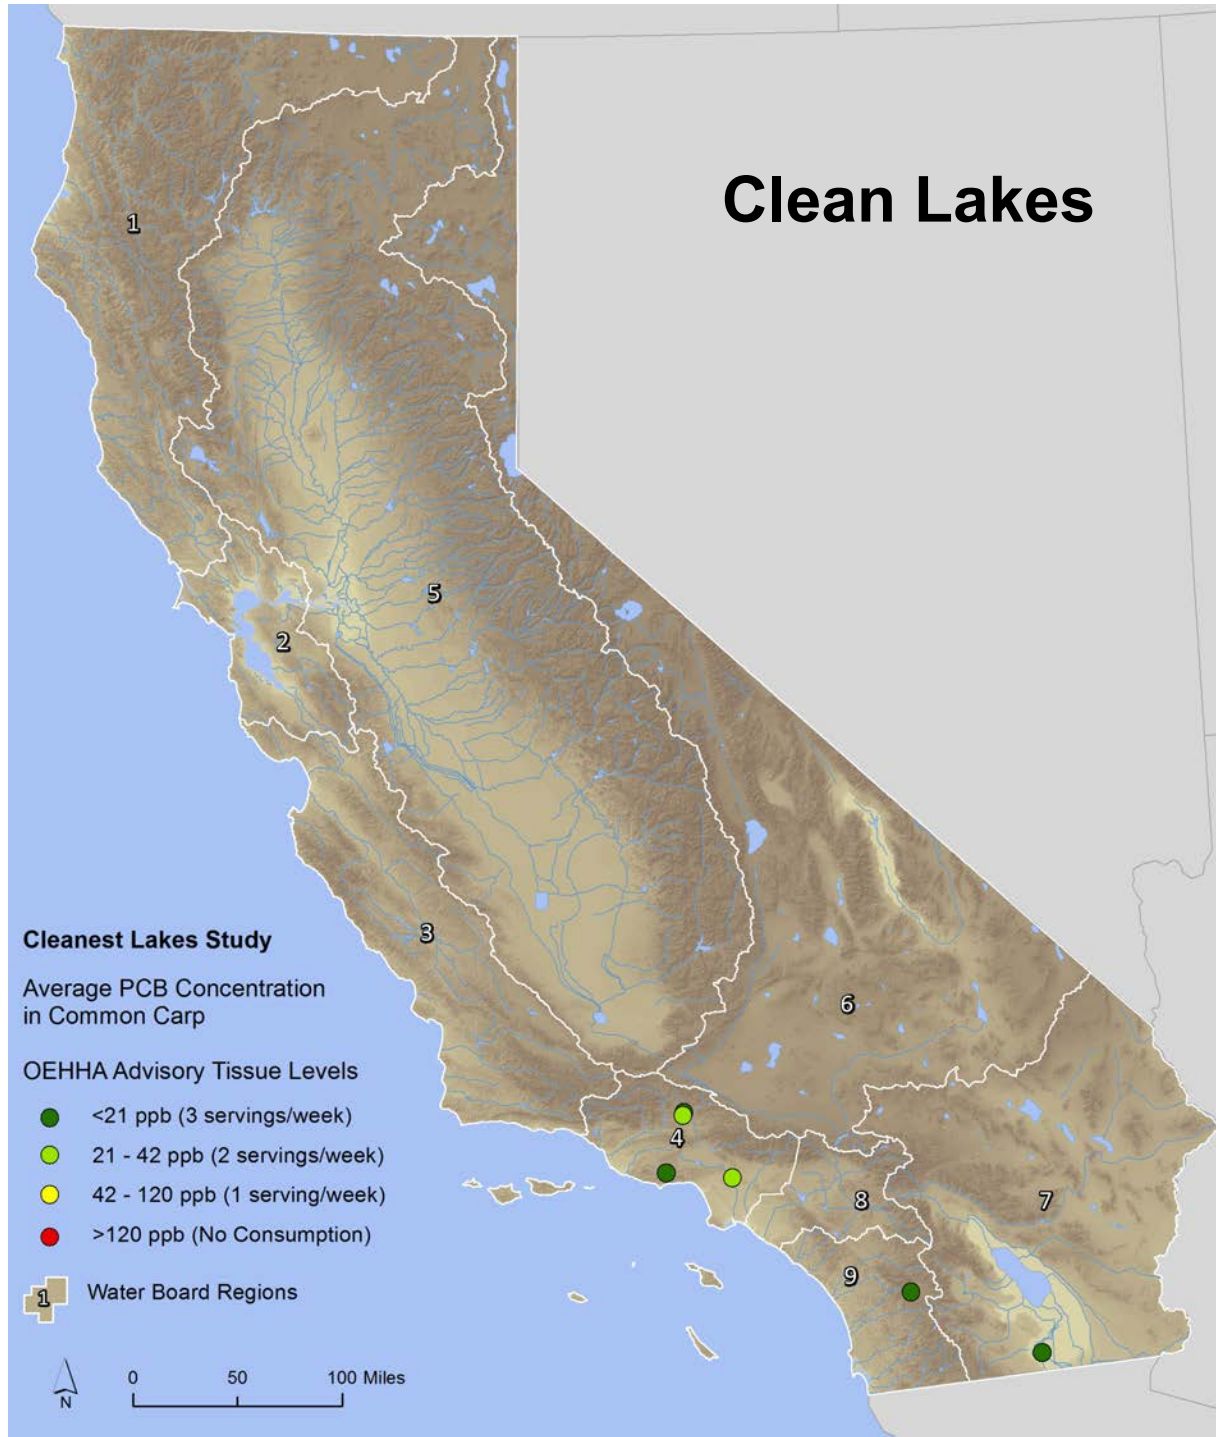 Clean Lakes
1
5
2
3
6
4
8
7
9
Cleanest Lakes Study
Average PCB Concentration
in Common Carp
OEHHA Advisory Tissue Levels
<21 ppb (3 servings/week)
21 - 42 ppb (2 servings/week)
42 - 120 ppb (1 serving/week)
>120 ppb (No Consumption)
1 Water Board Regions
N
0 50 100 Miles